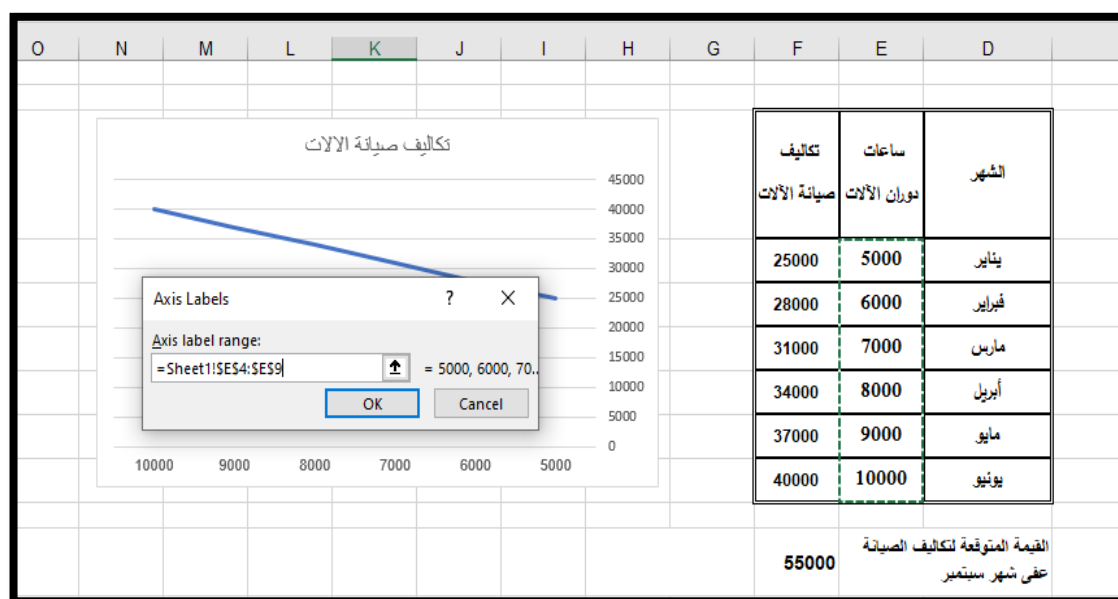 O N M L K J I H G F E D
تكاليف صيانة الالات
45000
40000
35000
30000
25000
20000
15000
10000
5000
0
10000 9000 8000 7000 6000 5000
Axis Labels ? X
Axis label range:
=Sheet1!$E$4:$E$9 = 5000, 6000, 70..
OK Cancel
الشهر
ساعات
دوران الآلات
تكاليف
صيانة الآلات
يناير 5000 25000
فبراير 6000 28000
مارس 7000 31000
أبريل 8000 34000
مايو 9000 37000
يونيو 10000 40000
القيمة المتوقعة لتكاليف الصيانة
عفى شهر سبتمبر
55000